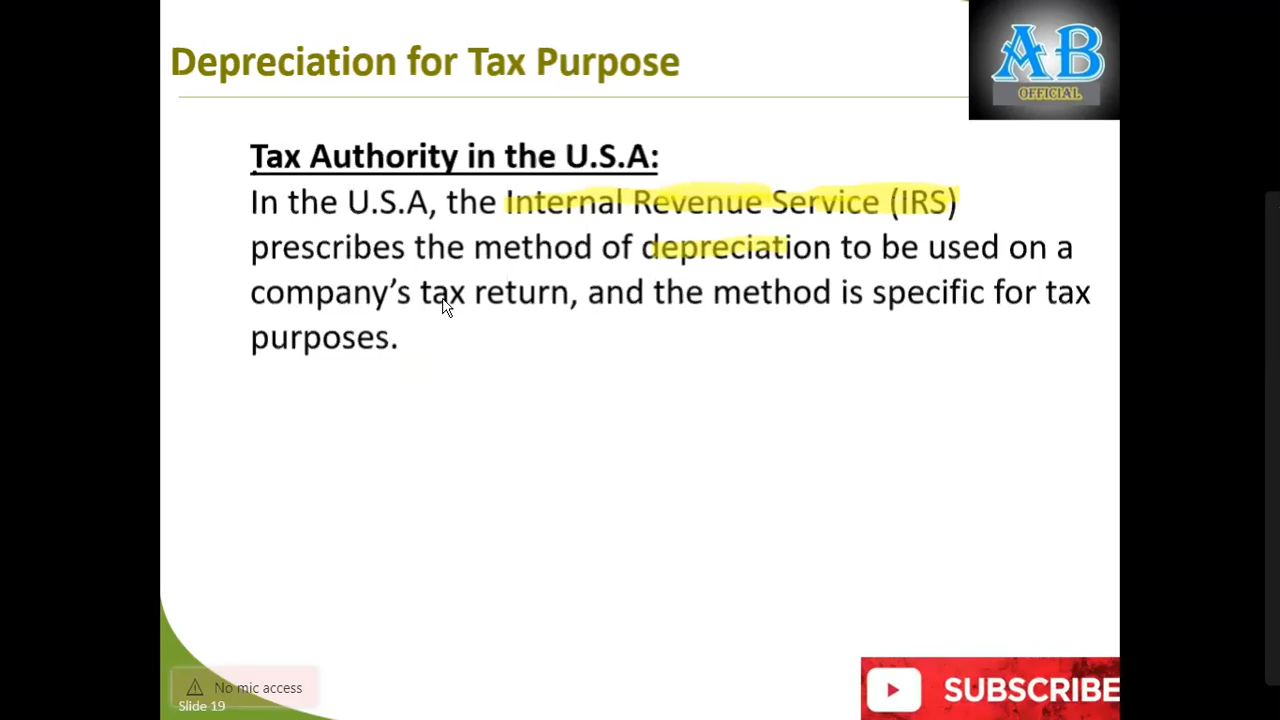 Depreciation for Tax Purpose
AB
OFFICIAL
Tax Authority in the U.S.A:
In the U.S.A, the Internal Revenue Service (IRS)
prescribes the method of depreciation to be used on a
company’s tax return, and the method is specific for tax
purposes.
No mic access
Slide 19
SUBSCRIBE